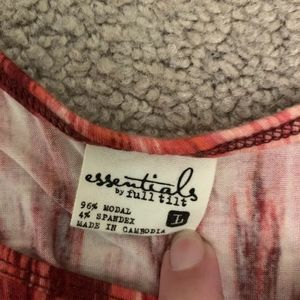 essentials
by full tilt
96% MODAL
4% SPANDEX
MADE IN CAMBODIA
L